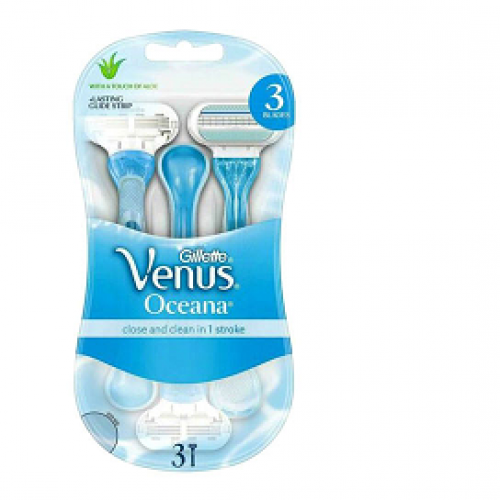 WITH A TOUCH OF ALOE
LASTING
GLIDE STRIP
3
BLADES
Gillette
Venus
Oceana
close and clean in 1 stroke
3